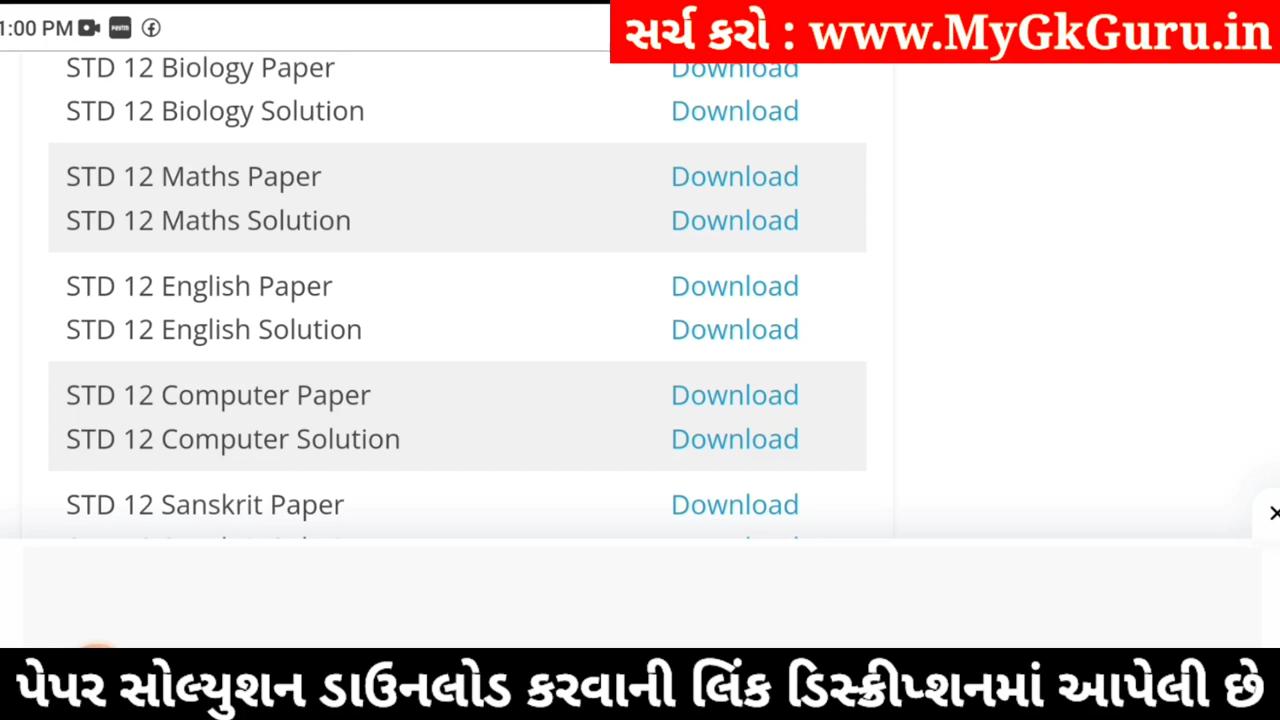 1:00 PM
સર્ચ કરો : www.MyGkGuru.in
STD 12 Biology Paper Download
STD 12 Biology Solution Download
STD 12 Maths Paper Download
STD 12 Maths Solution Download
STD 12 English Paper Download
STD 12 English Solution Download
STD 12 Computer Paper Download
STD 12 Computer Solution Download
STD 12 Sanskrit Paper Download
પેપર સોલ્યુશન ડાઉનલોડ કરવાની લિંક ડિસ્ક્રીપ્શનમાં આપેલી છે